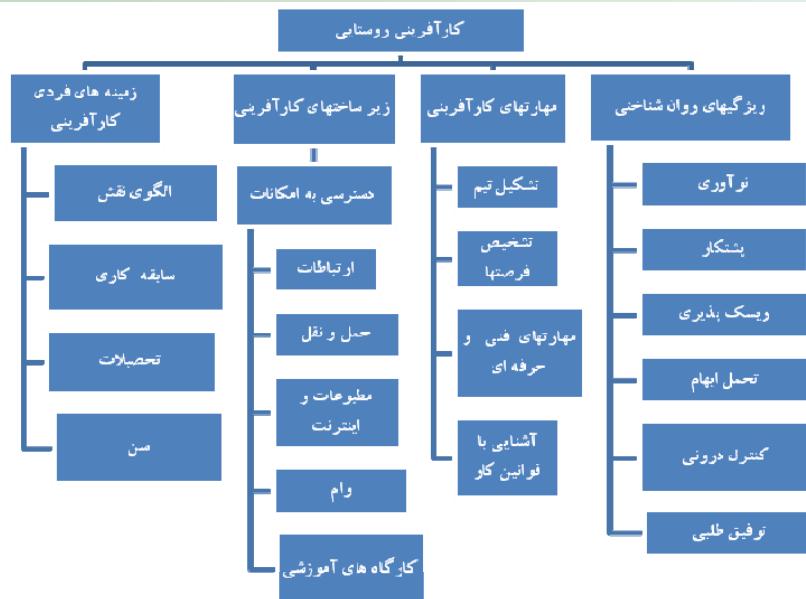 کارآفرینی روستایی
ویژگیهای روان شناختی
نوآوری
پشتکار
ویسک پذیری
تحمل ابهام
کنترل درونی
توفیق طلبی
مهارتهای کارآفرینی
تشکیل تیم
تشخیص
فرصتها
مهارتهای فنی و
حرفه ای
آشنایی با
قوانین کار
زیر ساختهای کارآفرینی
دسترسی به امکانات
ارتباطات
حمل و نقل
مطبوعات و
اینترنت
وام
کارگاه های آموزشی
زمینه های فردی
کارآفرینی
الگوی نقش
سابقه کاری
تحصیلات
سن